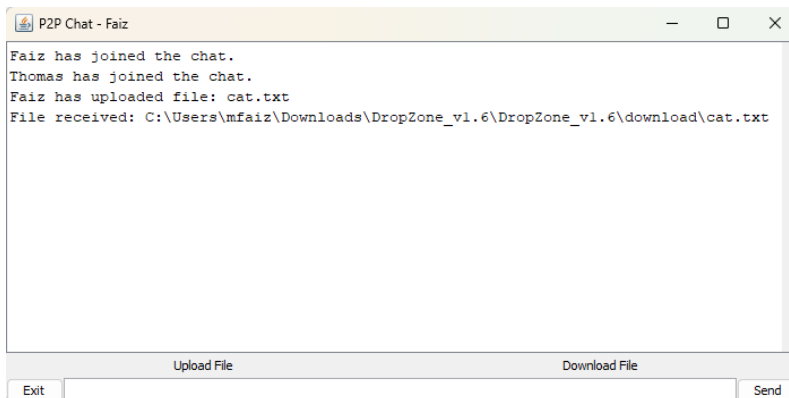 P2P Chat - Faiz
Faiz has joined the chat.
Thomas has joined the chat.
Faiz has uploaded file: cat.txt
File received: C:\Users\mfaiz\Downloads\DropZone_v1.6\DropZone_v1.6\download\cat.txt
Upload File Download File
Exit Send